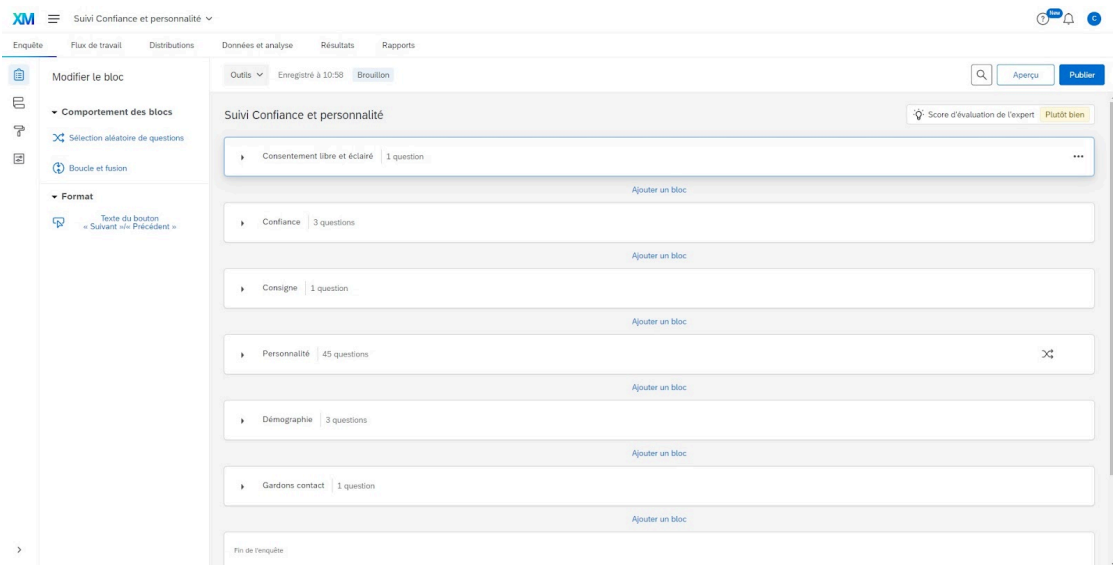 XM Suivi Confiance et personnalité New C
Enquête Flux de travail Distributions Données et analyse Résultats Rapports
Modifier le bloc
Outils Enregistré à 10:58 Brouillon Aperçu Publier
Comportement des blocs
Sélection aléatoire de questions
Boucle et fusion
Format
Texte du bouton
« Suivant »/« Précédent »
Suivi Confiance et personnalité
Score d'évaluation de l'expert Plutôt bien
Consentement libre et éclairé 1 question
Ajouter un bloc
Confiance 3 questions
Ajouter un bloc
Consigne 1 question
Ajouter un bloc
Personnalité 45 questions
Ajouter un bloc
Démographie 3 questions
Ajouter un bloc
Gardons contact 1 question
Ajouter un bloc
Fin de l'enquête